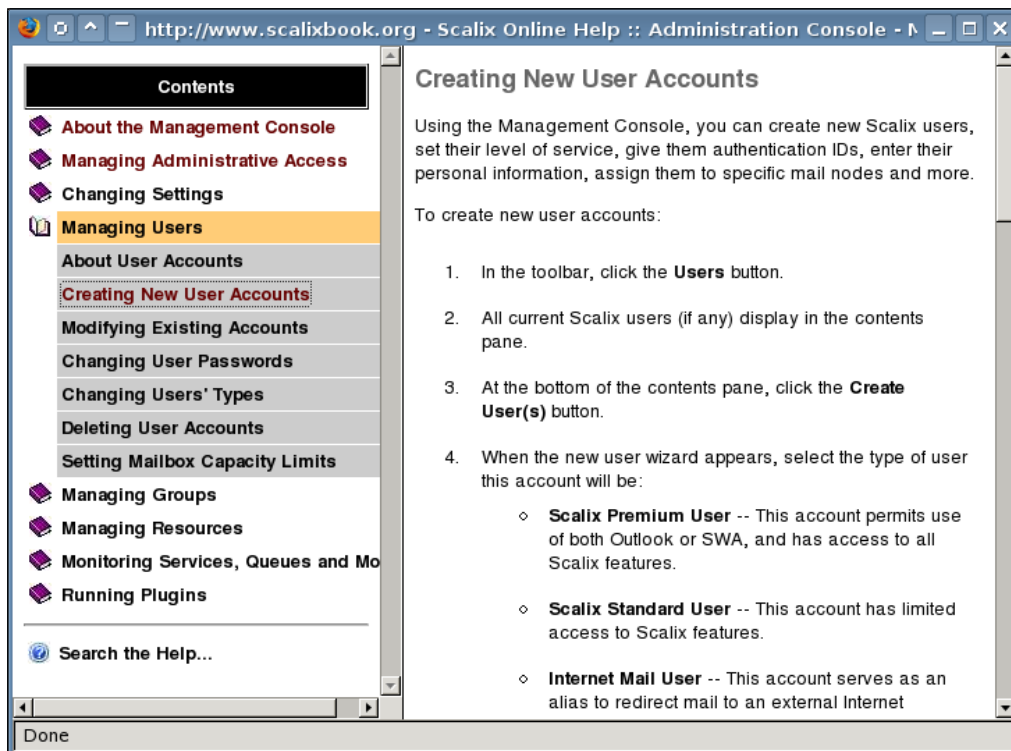 http://www.scalixbook.org - Scalix Online Help :: Administration Console -
Contents
About the Management Console
Managing Administrative Access
Changing Settings
Managing Users
About User Accounts
Creating New User Accounts
Modifying Existing Accounts
Changing User Passwords
Changing Users' Types
Deleting User Accounts
Setting Mailbox Capacity Limits
Managing Groups
Managing Resources
Monitoring Services, Queues and Mo
Running Plugins
Search the Help...
Creating New User Accounts
Using the Management Console, you can create new Scalix users,
set their level of service, give them authentication IDs, enter their
personal information, assign them to specific mail nodes and more.
To create new user accounts:
1. In the toolbar, click the Users button.
2. All current Scalix users (if any) display in the contents
pane.
3. At the bottom of the contents pane, click the Create
User(s) button.
4. When the new user wizard appears, select the type of user
this account will be:
Scalix Premium User -- This account permits use
of both Outlook or SWA, and has access to all
Scalix features.
Scalix Standard User -- This account has limited
access to Scalix features.
Internet Mail User -- This account serves as an
alias to redirect mail to an external Internet
Done